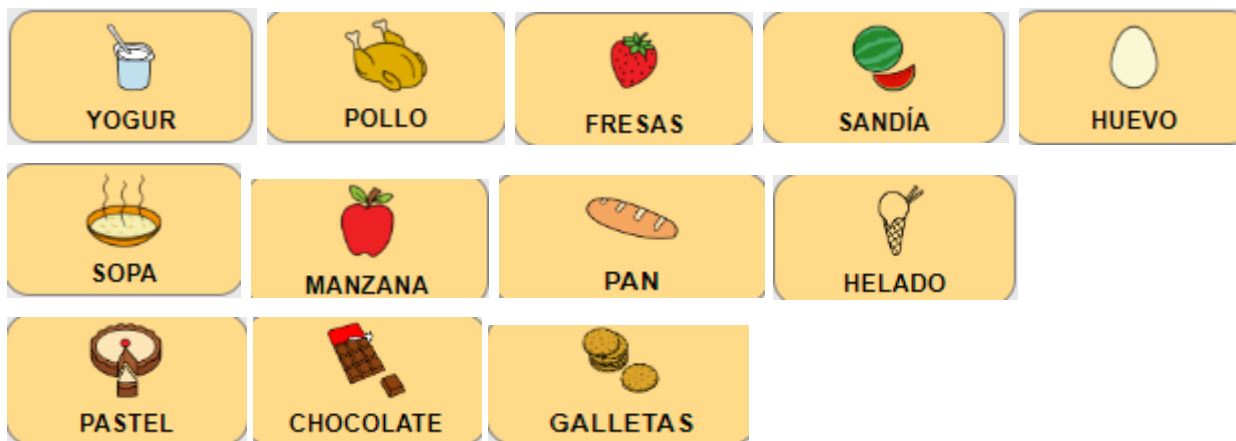 YOGUR POLLO FRESAS SANDÍA HUEVO
SOPA MANZANA PAN HELADO
PASTEL CHOCOLATE GALLETAS